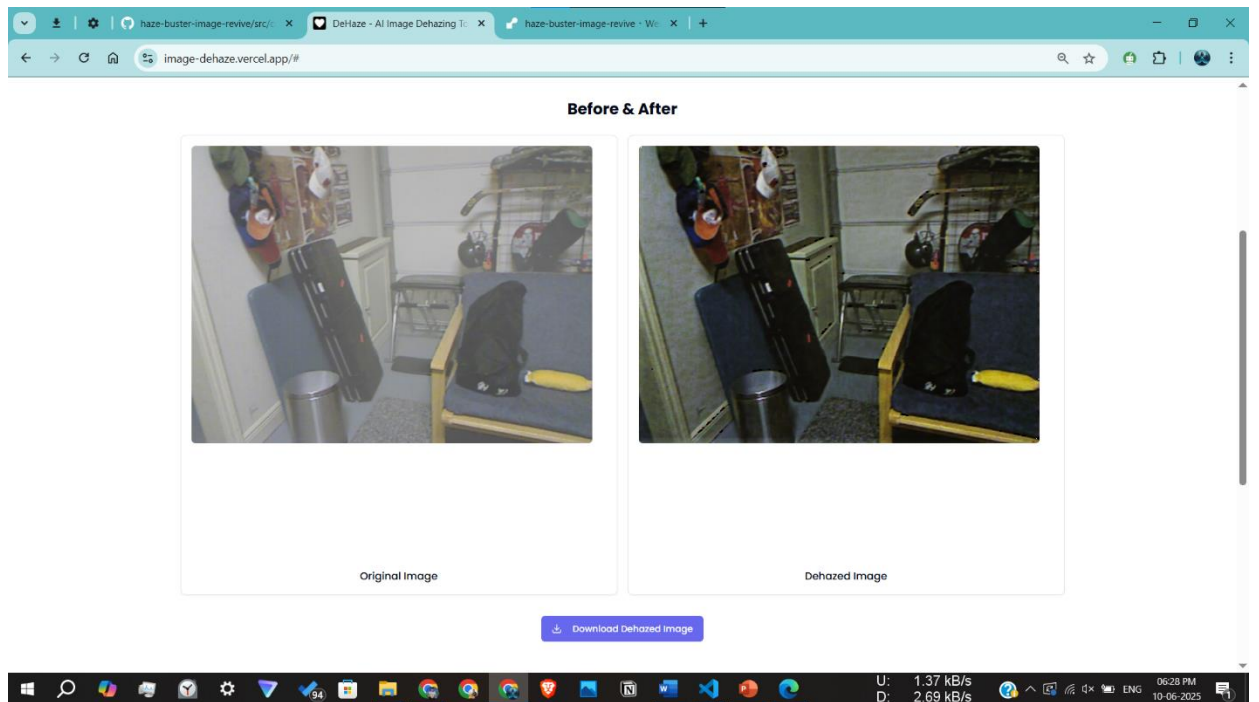 haze-buster-image-revive/src/c
DeHaze - AI Image Dehazing To
haze-buster-image-revive · We
image-dehaze.vercel.app/#
Before & After
Original Image
Dehazed Image
Download Dehazed Image
94
U: 1.37 kB/s
D: 2.69 kB/s
ENG
06:28 PM
10-06-2025